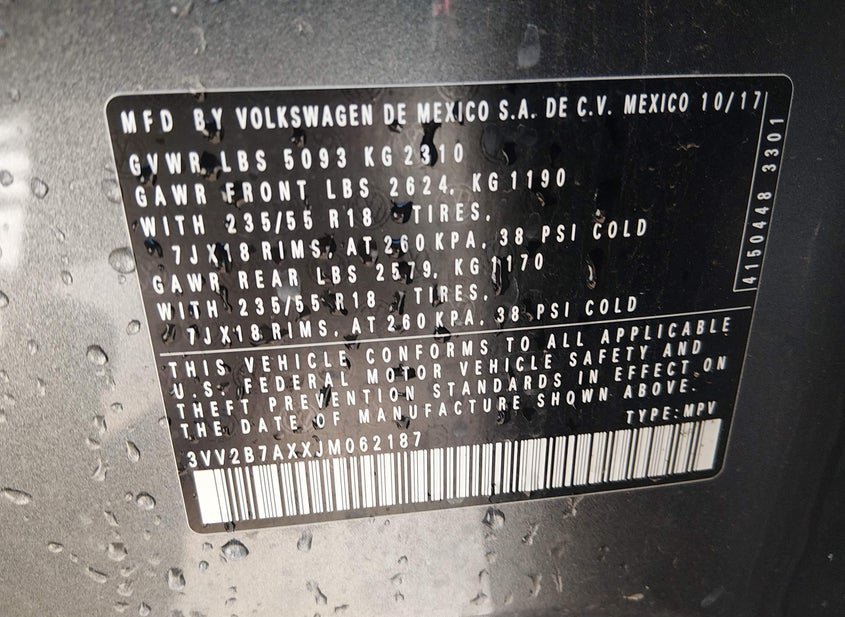 MFD BY VOLKSWAGEN DE MEXICO S.A. DE C.V. MEXICO 10/17
GVWR LBS 5093 KG 2310
GAWR FRONT LBS 2624, KG 1190
WITH 235/55 R18 TIRES,
7JX18 RIMS, AT 260 KPA, 38 PSI COLD
GAWR REAR LBS 2579, KG 1170
WITH 235/55 R18 TIRES,
7JX18 RIMS, AT 260 KPA, 38 PSI COLD
4150448 3301
THIS VEHICLE CONFORMS TO ALL APPLICABLE
U.S. FEDERAL MOTOR VEHICLE SAFETY AND
THEFT PREVENTION STANDARDS IN EFFECT ON
THE DATE OF MANUFACTURE SHOWN ABOVE.
TYPE: MPV
3VV2B7AXXJM062187